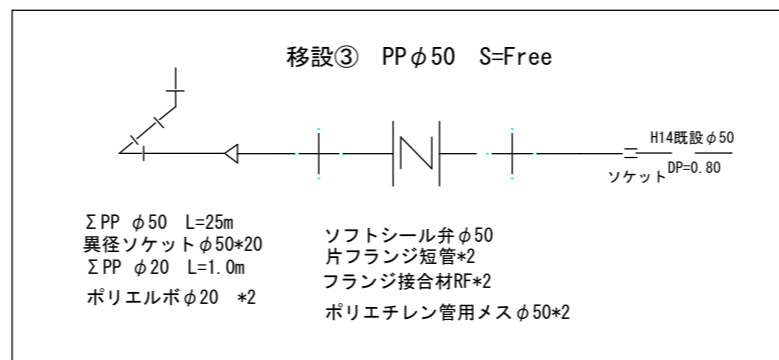 移設③ PPφ50 S=Free
H14既設φ50
DP=0.80
ソケット
ΣPP φ50 L=25m
異径ソケットφ50*20
ΣPP φ20 L=1.0m
ポリエルボφ20 *2
ソフトシール弁φ50
片フランジ短管*2
フランジ接合材RF*2
ポリエチレン管用メスφ50*2